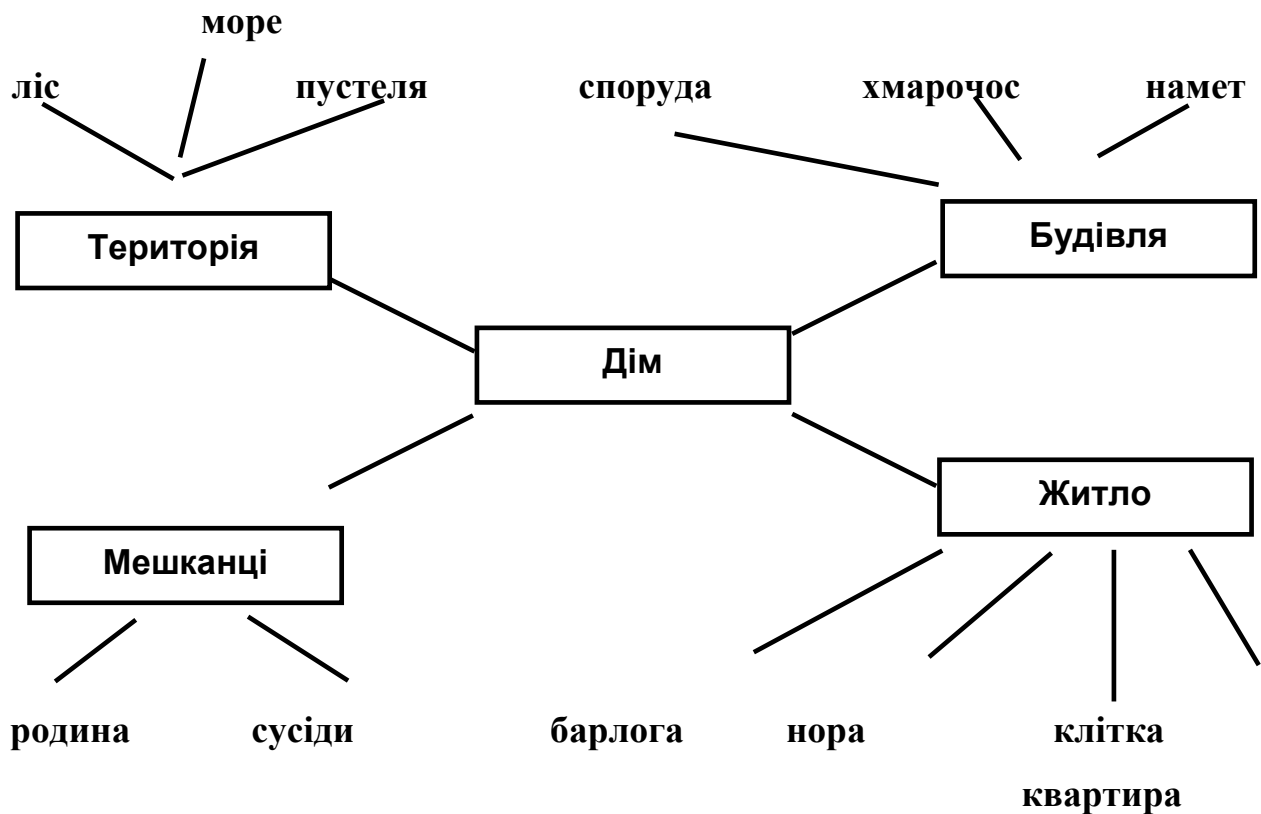 море
ліс пустеля споруда хмарочос намет
Територія Будівля
Дім
Житло
Мешканці
родина сусіди барлога нора клітка
квартира